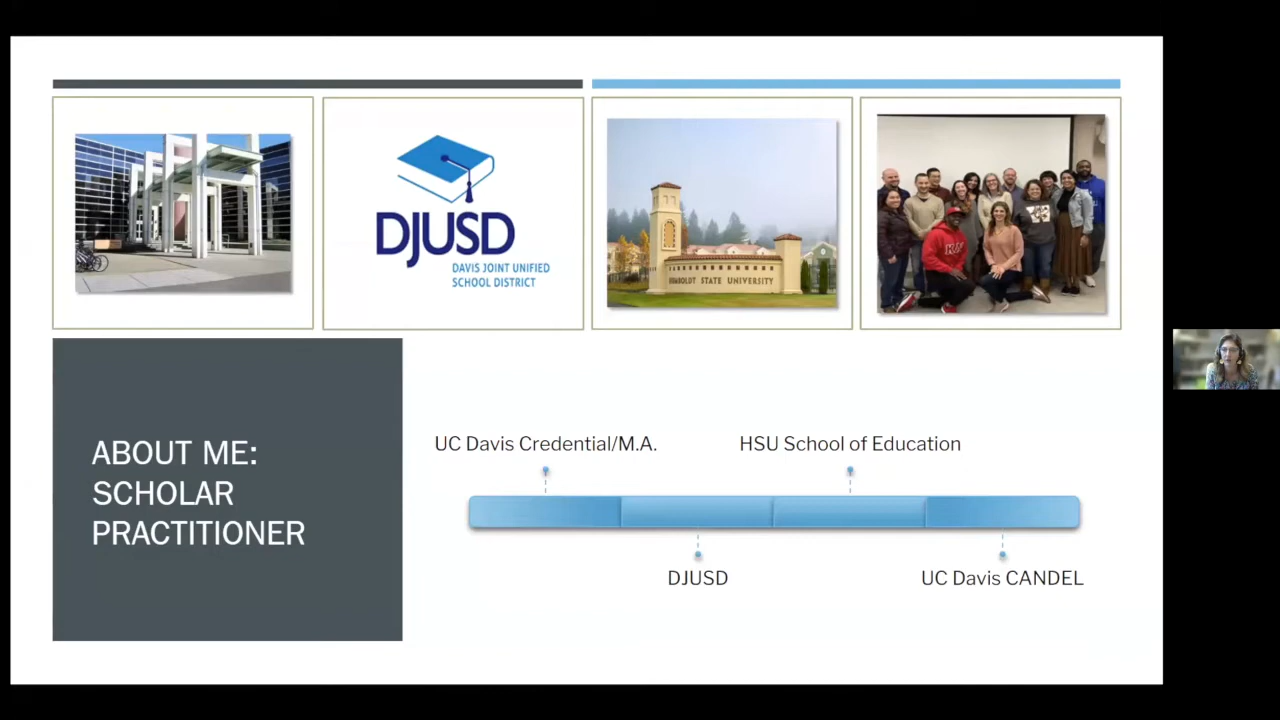 DJUSD
DAVIS JOINT UNIFIED
SCHOOL DISTRICT
HUMBOLDT STATE UNIVERSITY
ABOUT ME:
SCHOLAR
PRACTITIONER
UC Davis Credential/M.A.
HSU School of Education
DJUSD
UC Davis CANDEL